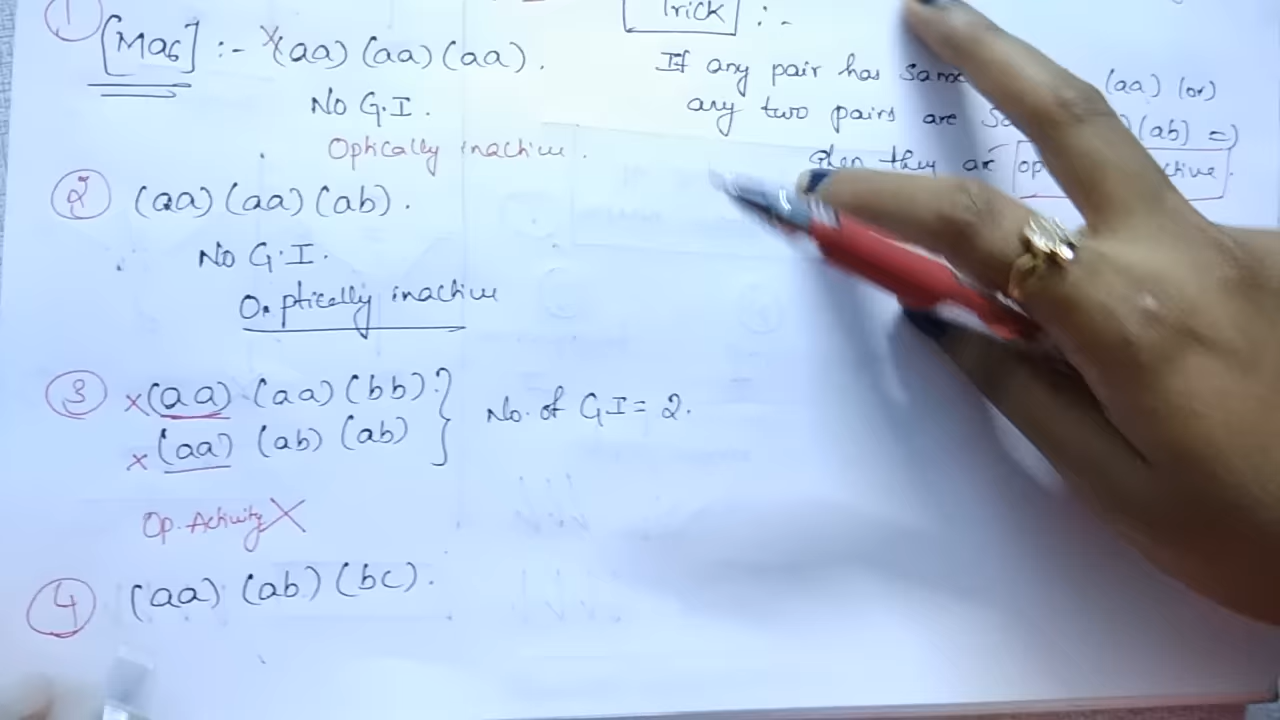 ① [Ma6] :- (aa) (aa) (aa).
No G.I.
Optically inactive.
② (aa) (aa) (ab).
No G.I.
Optically inactive
③ ×(aa) (aa) (bb).
×(aa) (ab) (ab)
No. of GI = 2.
Op. Activity ×
④ (aa) (ab) (bc).
Trick :-
If any pair has (aa) (or)
any two pairs are (ab) =)
then they are